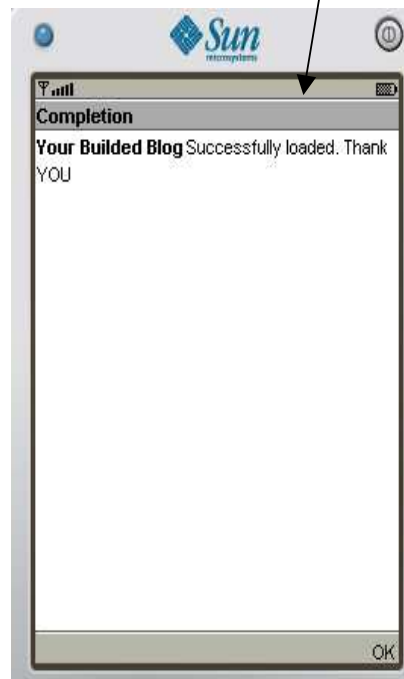 Sun
microsystems
Completion
Your Builded Blog Successfully loaded. Thank
YOU
OK